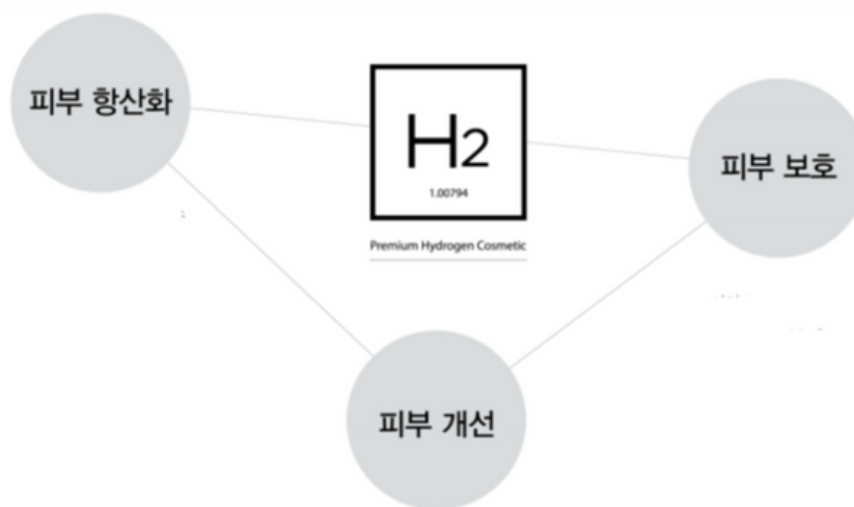 피부 항산화
H2
1.00794
Premium Hydrogen Cosmetic
피부 보호
피부 개선